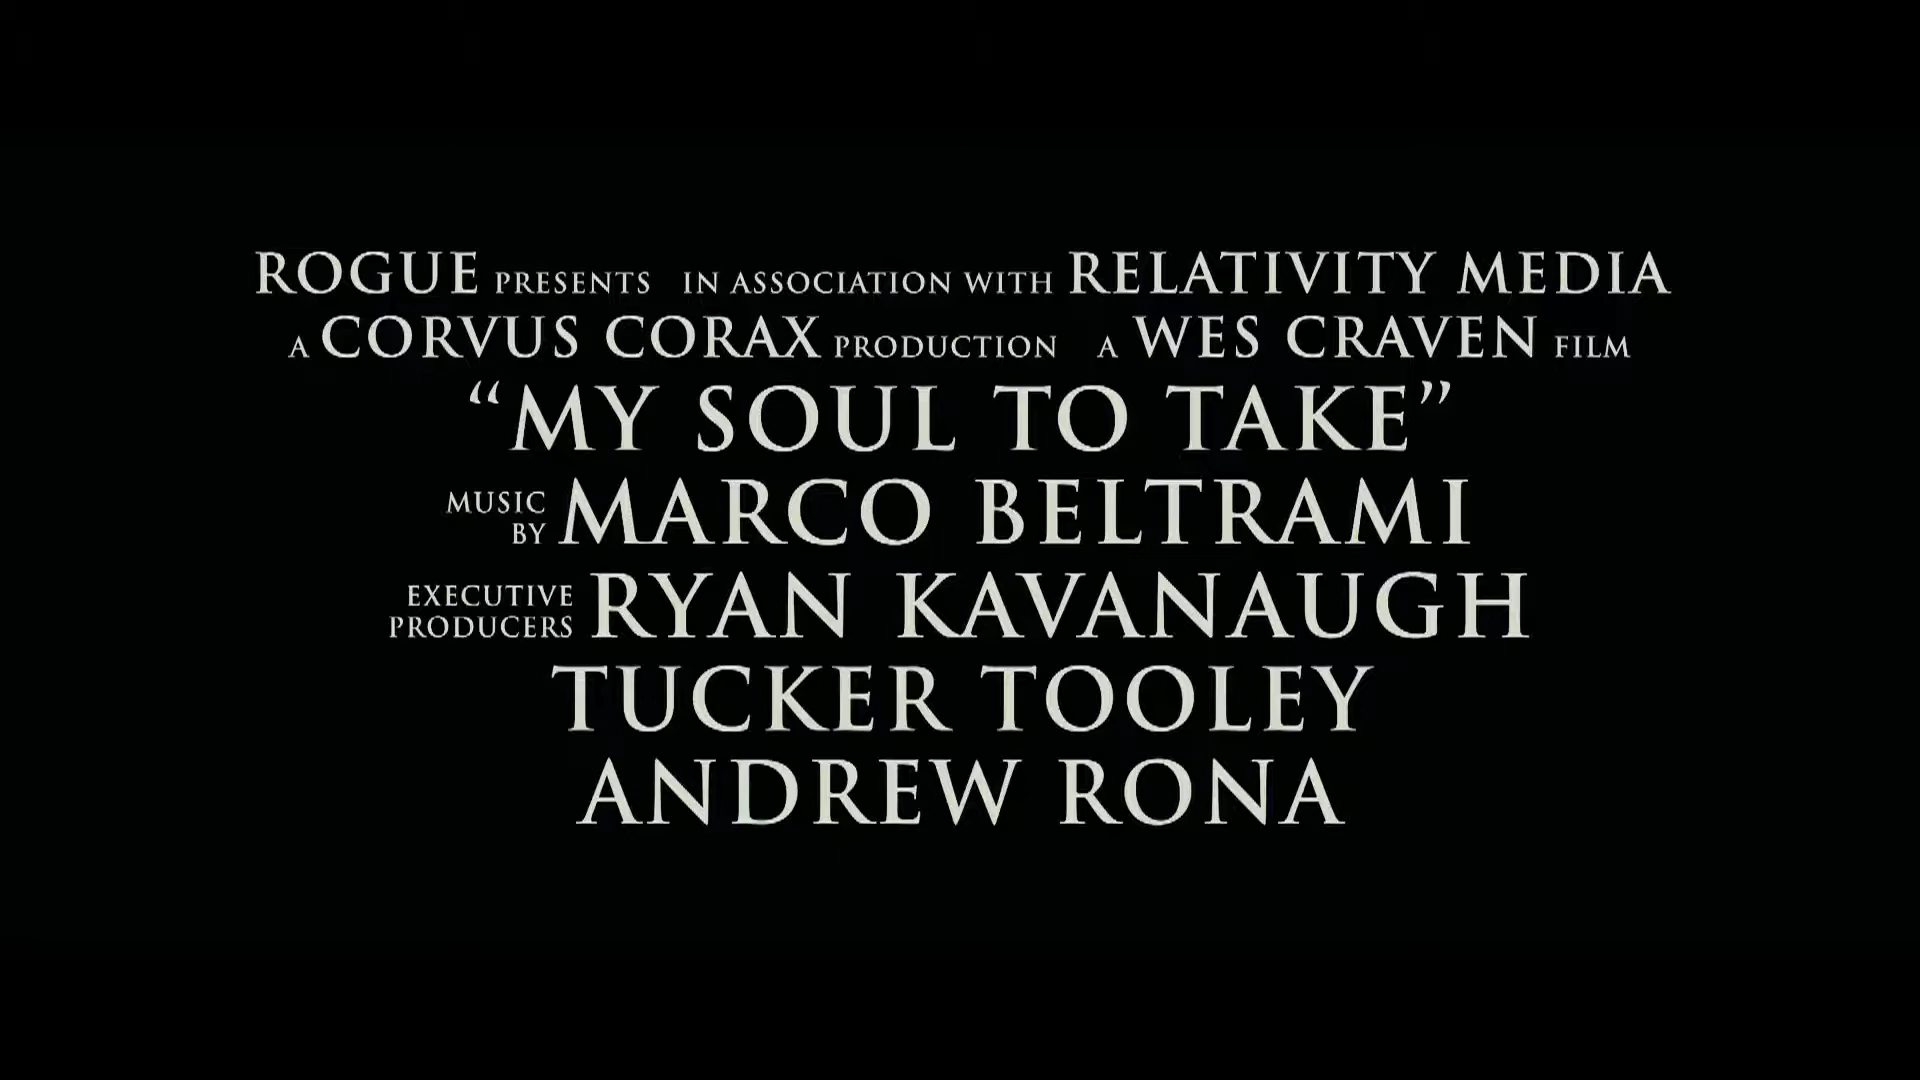 ROGUE PRESENTS IN ASSOCIATION WITH RELATIVITY MEDIA
A CORVUS CORAX PRODUCTION A WES CRAVEN FILM
“MY SOUL TO TAKE”
MUSIC BY MARCO BELTRAMI
EXECUTIVE PRODUCERS RYAN KAVANAUGH
TUCKER TOOLEY
ANDREW RONA